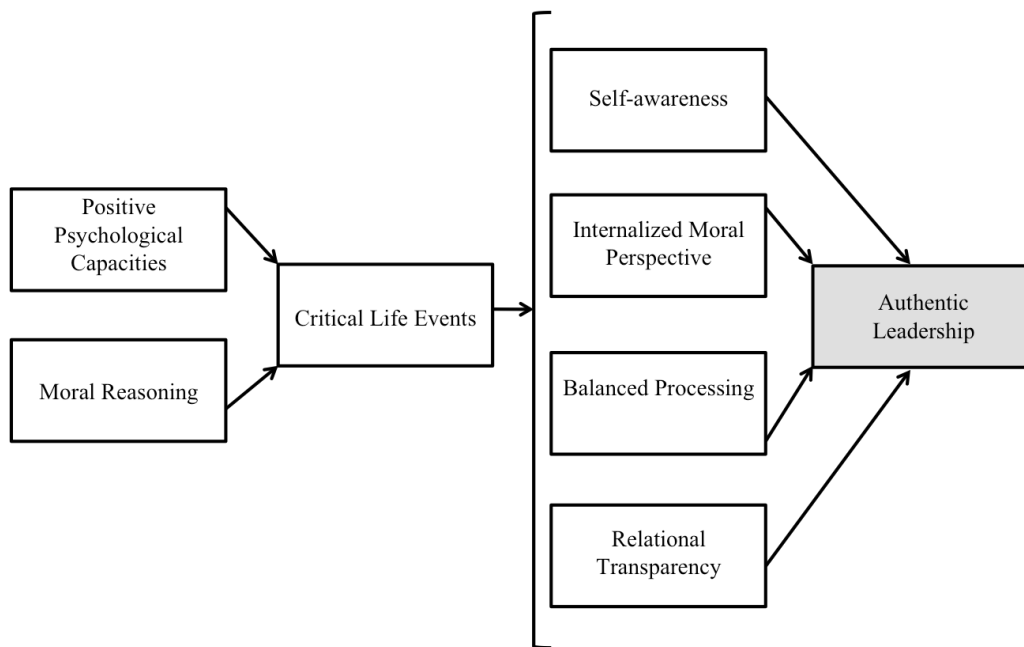 Positive
Psychological
Capacities
Moral Reasoning
Critical Life Events
Self-awareness
Internalized Moral
Perspective
Balanced Processing
Relational
Transparency
Authentic
Leadership